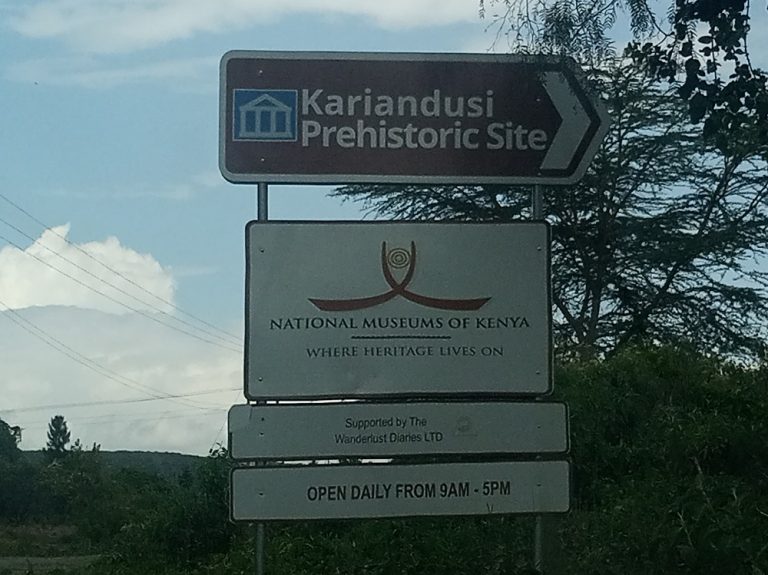 Kariandusi
Prehistoric Site
NATIONAL MUSEUMS OF KENYA
WHERE HERITAGE LIVES ON
Supported by The
Wanderlust Diaries LTD
OPEN DAILY FROM 9AM - 5PM